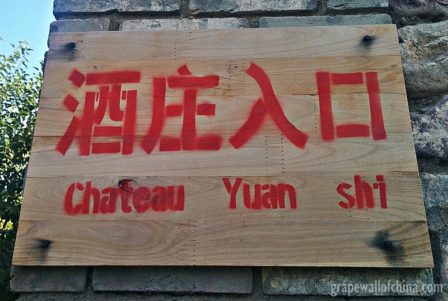 酒庄入口
Chateau Yuan shi
grapewallofchina.com